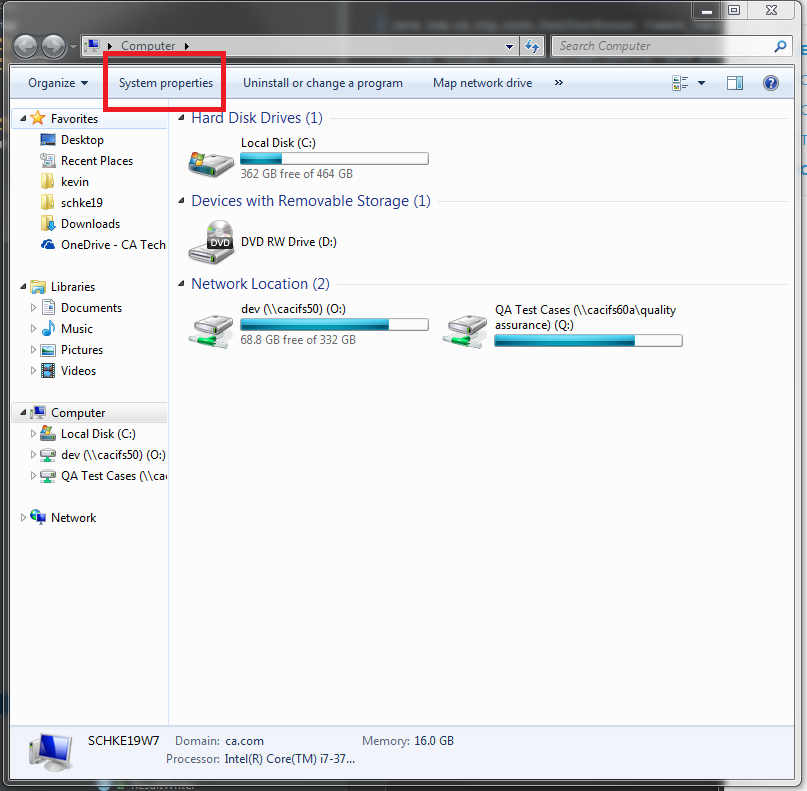 Computer
Search Computer
Organize
System properties
Uninstall or change a program
Map network drive
»
Favorites
Desktop
Recent Places
kevin
schke19
Downloads
OneDrive - CA Tech
Libraries
Documents
Music
Pictures
Videos
Computer
Local Disk (C:)
dev (\\cacifs50) (O:)
QA Test Cases (\\cac
Network
Hard Disk Drives (1)
Local Disk (C:)
362 GB free of 464 GB
Devices with Removable Storage (1)
DVD
DVD RW Drive (D:)
Network Location (2)
dev (\\cacifs50) (O:)
68.8 GB free of 332 GB
QA Test Cases (\\cacifs60a\quality
assurance) (Q:)
SCHKE19W7 Domain: ca.com Memory: 16.0 GB
Processor: Intel(R) Core(TM) i7-37...